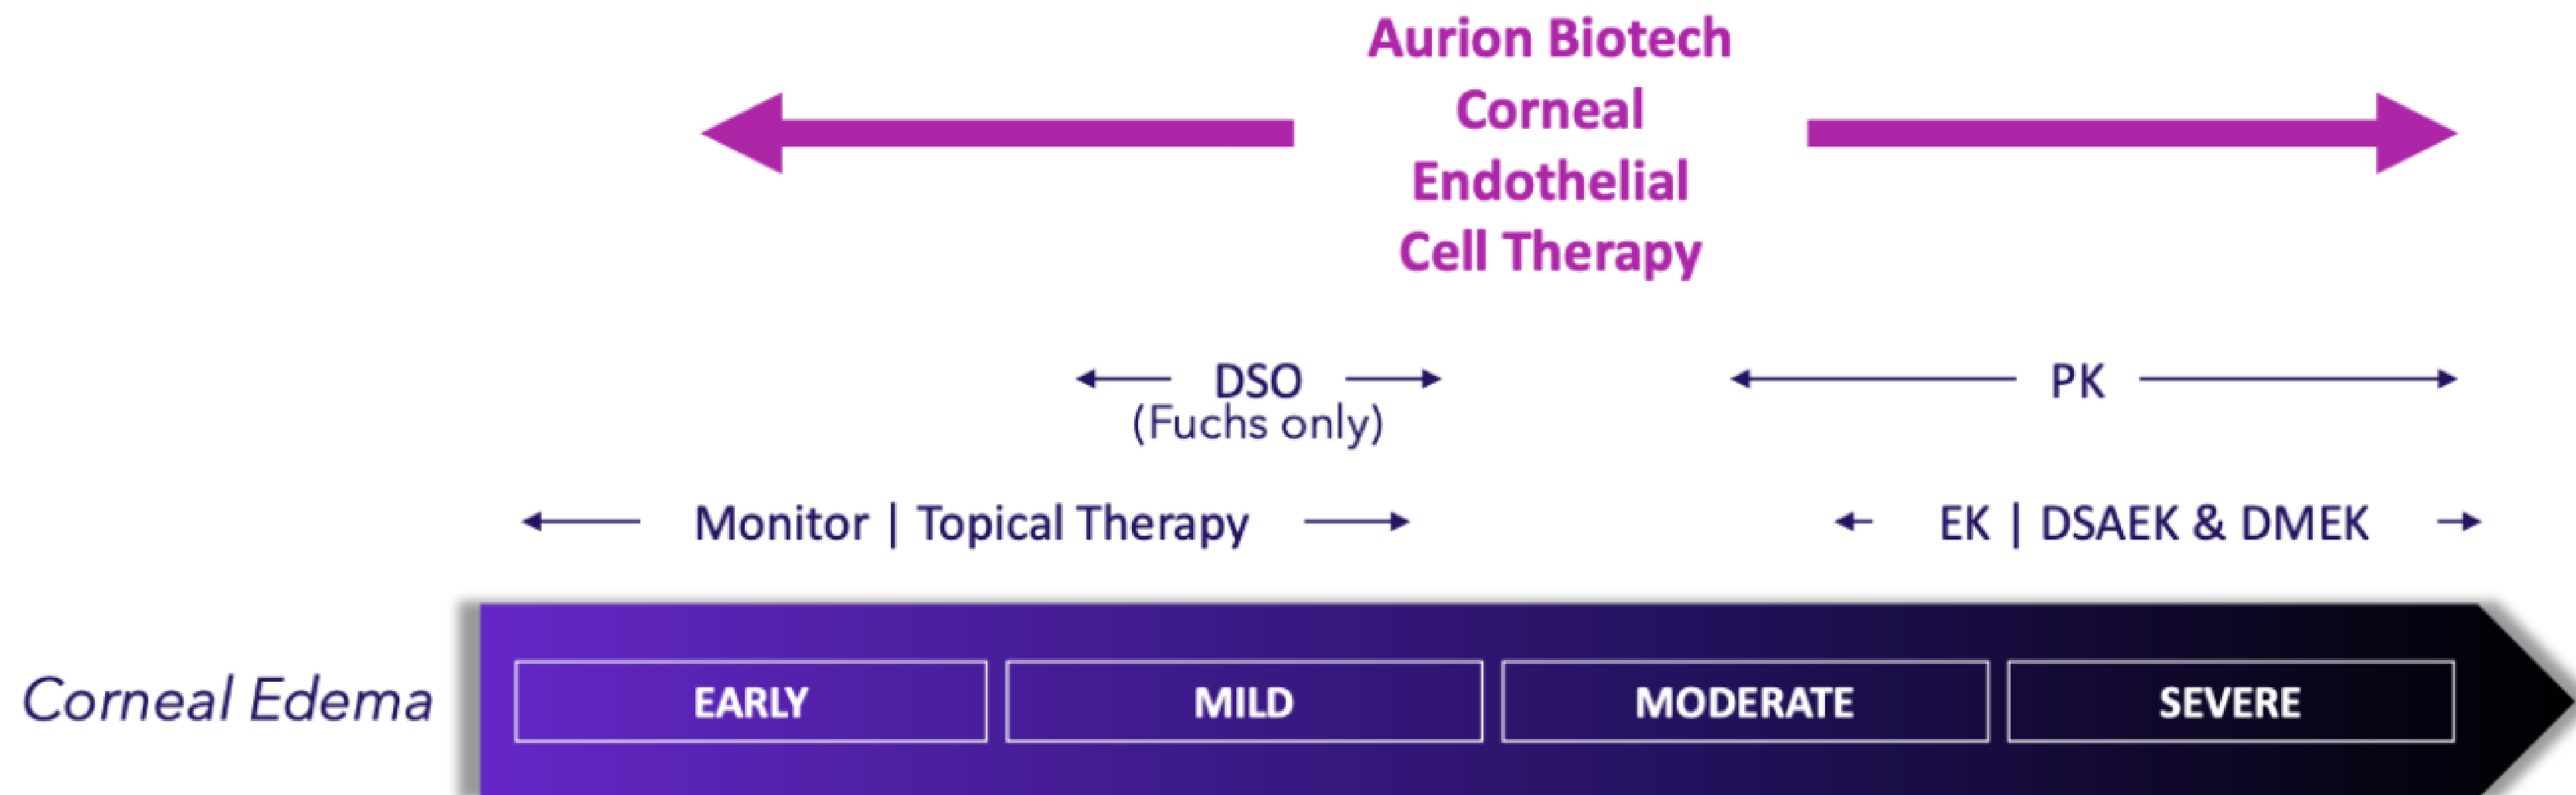 Aurion Biotech
Corneal
Endothelial
Cell Therapy
DSO
(Fuchs only)
PK
Monitor | Topical Therapy
EK | DSAEK & DMEK
Corneal Edema
EARLY
MILD
MODERATE
SEVERE